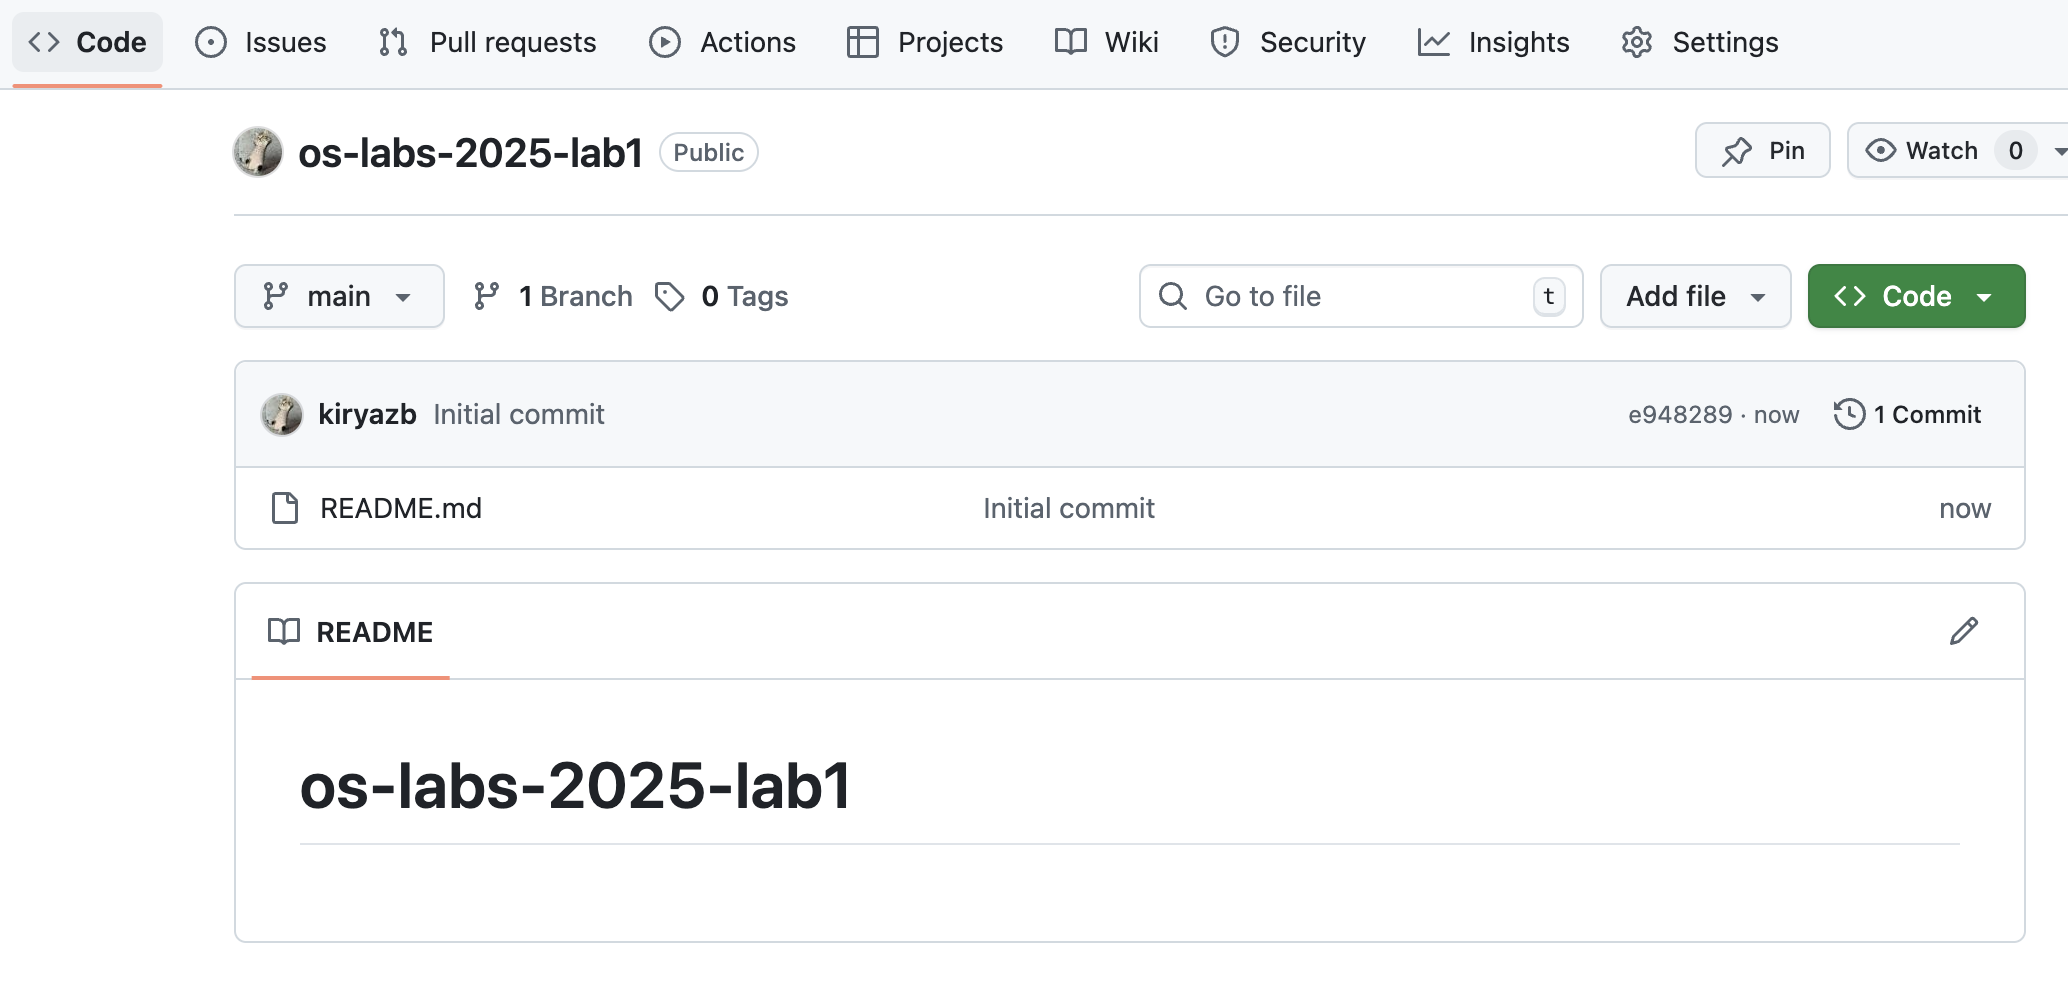 Code Issues Pull requests Actions Projects Wiki Security Insights Settings
os-labs-2025-lab1 Public Pin Watch 0
main 1 Branch 0 Tags Go to file t Add file Code
kiryazb Initial commit e948289 · now 1 Commit
README.md Initial commit now
README
os-labs-2025-lab1